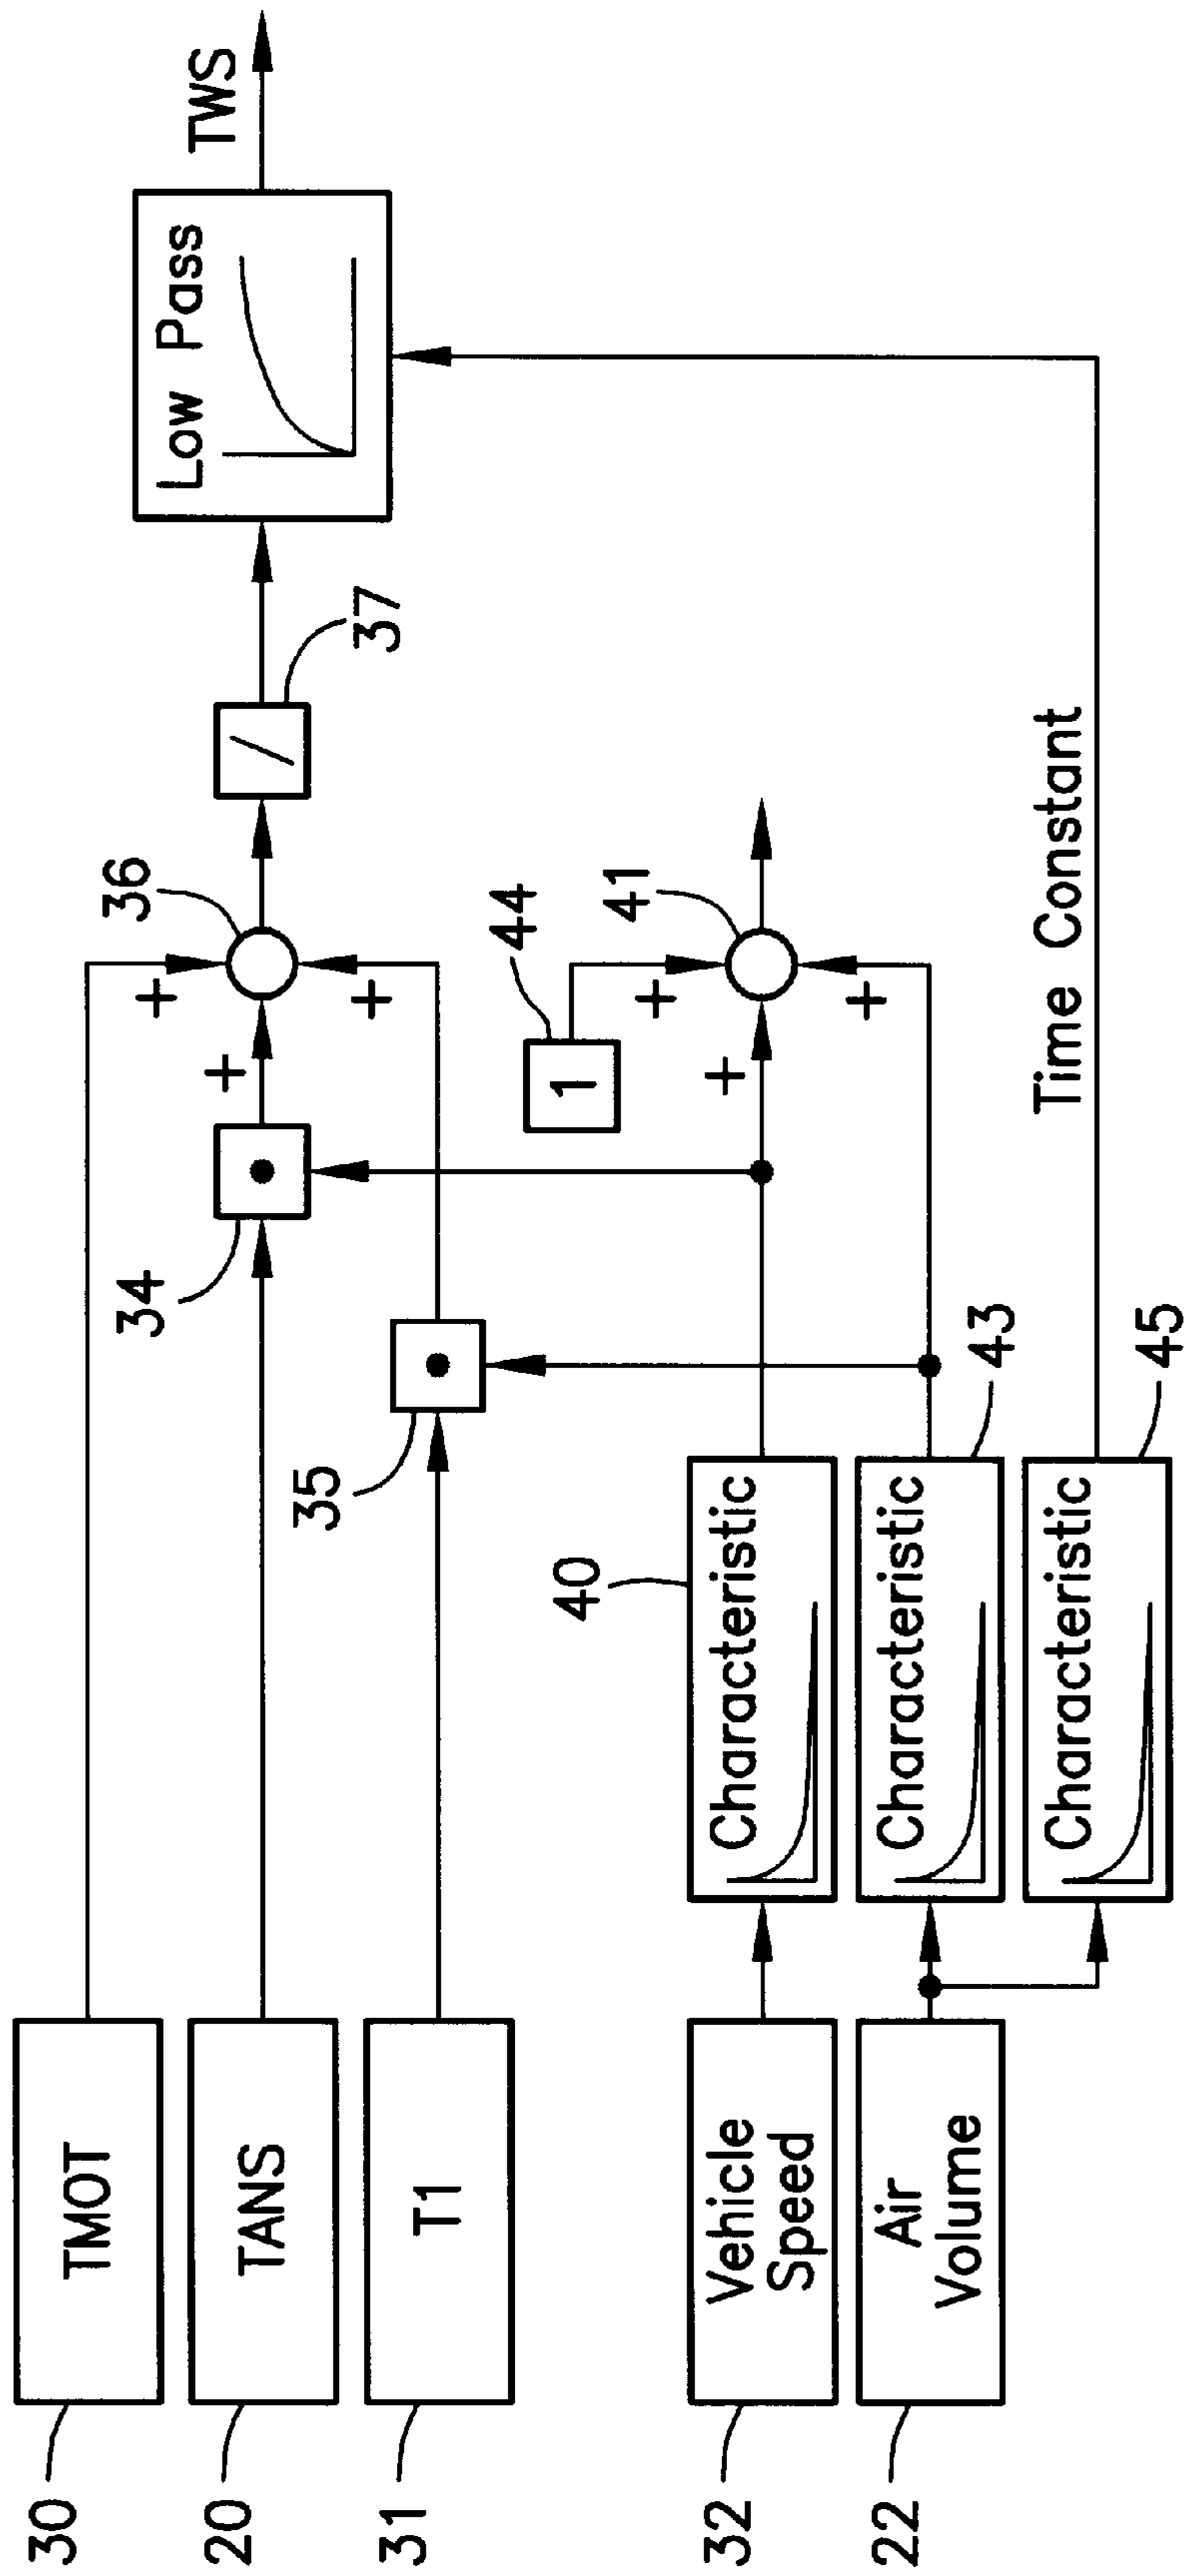 30
TMOT
20
TANS
31
T1
32
Vehicle
Speed
22
Air
Volume
40
Characteristic
Characteristic
43
Characteristic
45
35
34
+
+
+
36
/
37
1
44
+
+
+
41
Time Constant
Low Pass
TWS